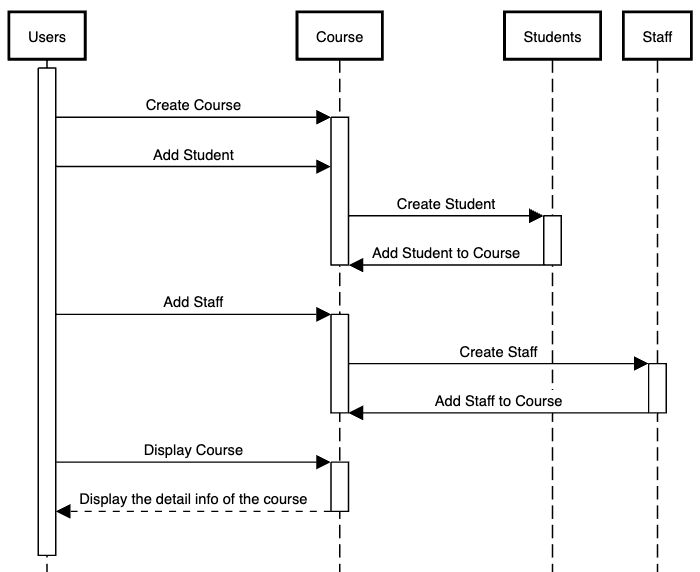 Users
Course
Students
Staff
Create Course
Add Student
Create Student
Add Student to Course
Add Staff
Create Staff
Add Staff to Course
Display Course
Display the detail info of the course